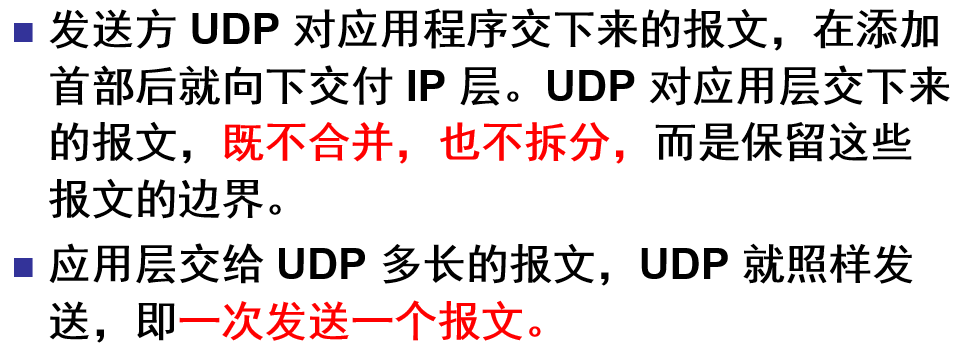 ■ 发送方 UDP 对应用程序交下来的报文，在添加
首部后就向下交付 IP 层。UDP 对应用层交下来
的报文，既不合并，也不拆分，而是保留这些
报文的边界。
■ 应用层交给 UDP 多长的报文，UDP 就照样发
送，即一次发送一个报文。